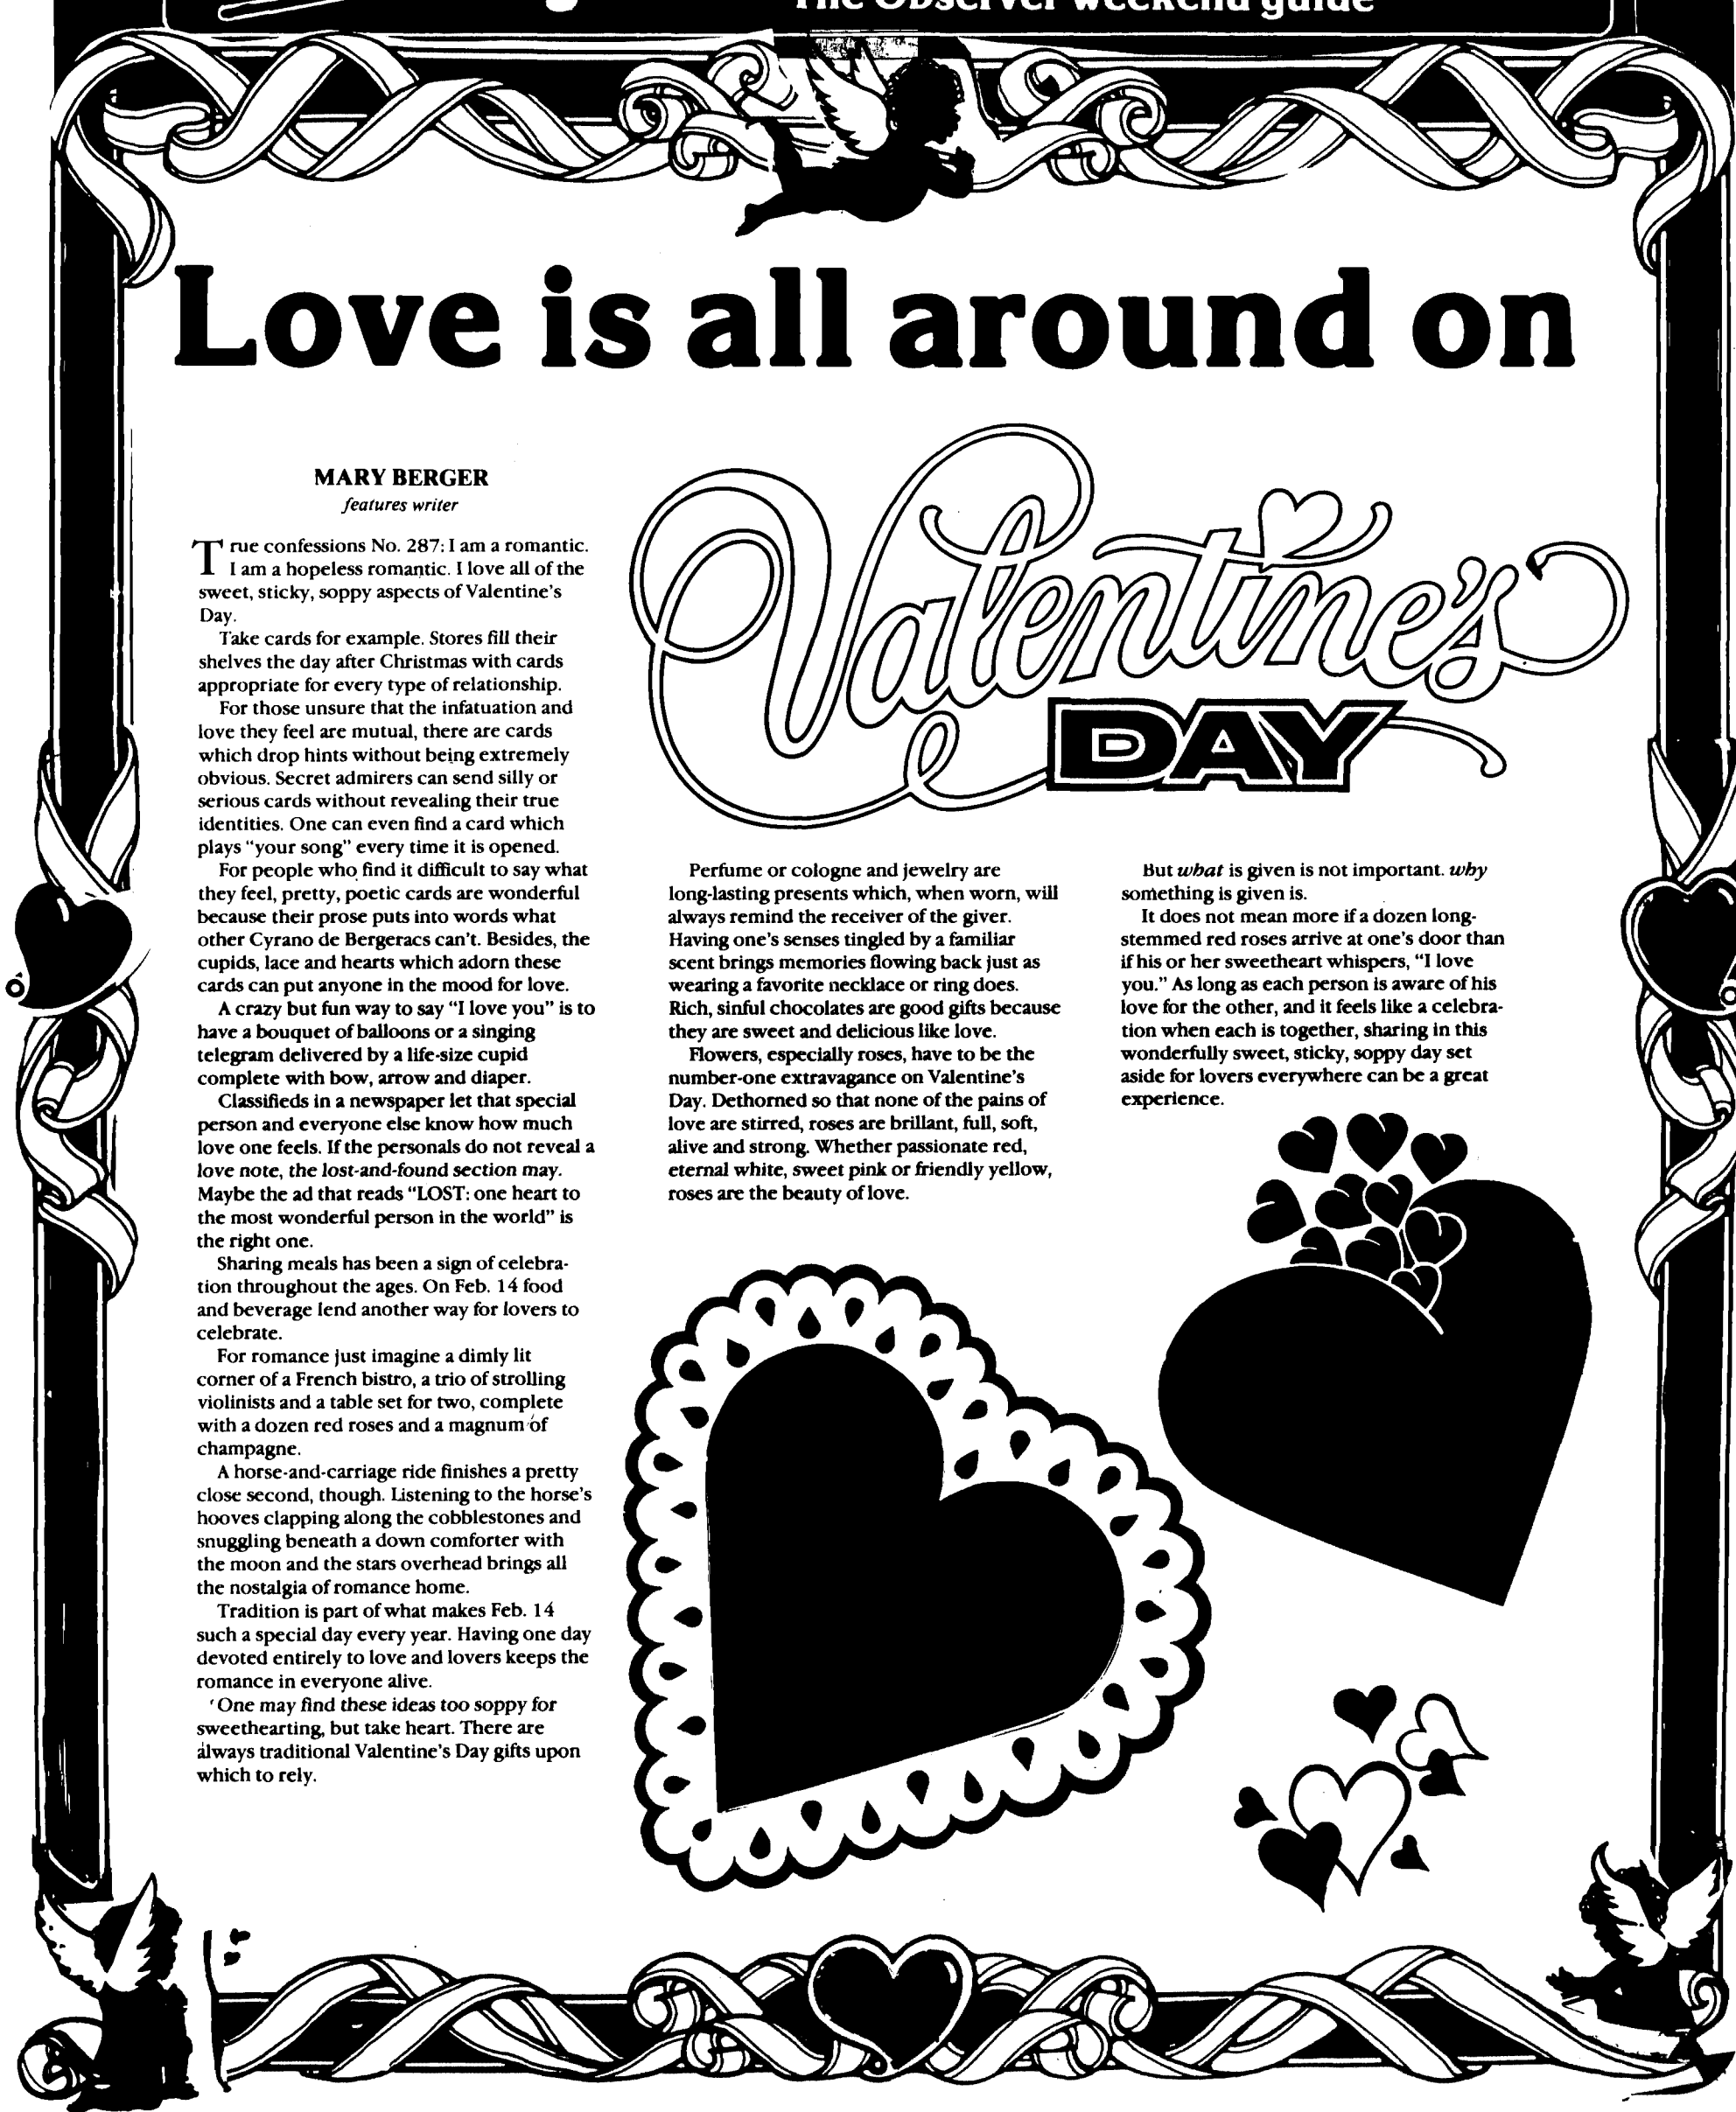 The Observer weekend guide
Love is all around on
Valentine's
DAY
MARY BERGER
features writer
True confessions No. 287: I am a romantic.
I am a hopeless romantic. I love all of the
sweet, sticky, soppy aspects of Valentine's
Day.
Take cards for example. Stores fill their
shelves the day after Christmas with cards
appropriate for every type of relationship.
For those unsure that the infatuation and
love they feel are mutual, there are cards
which drop hints without being extremely
obvious. Secret admirers can send silly or
serious cards without revealing their true
identities. One can even find a card which
plays "your song" every time it is opened.
For people who find it difficult to say what
they feel, pretty, poetic cards are wonderful
because their prose puts into words what
other Cyrano de Bergeracs can't. Besides, the
cupids, lace and hearts which adorn these
cards can put anyone in the mood for love.
A crazy but fun way to say "I love you" is to
have a bouquet of balloons or a singing
telegram delivered by a life-size cupid
complete with bow, arrow and diaper.
Classifieds in a newspaper let that special
person and everyone else know how much
love one feels. If the personals do not reveal a
love note, the lost-and-found section may.
Maybe the ad that reads "LOST: one heart to
the most wonderful person in the world" is
the right one.
Sharing meals has been a sign of celebra-
tion throughout the ages. On Feb. 14 food
and beverage lend another way for lovers to
celebrate.
For romance just imagine a dimly lit
corner of a French bistro, a trio of strolling
violinists and a table set for two, complete
with a dozen red roses and a magnum of
champagne.
A horse-and-carriage ride finishes a pretty
close second, though. Listening to the horse's
hooves clapping along the cobblestones and
snuggling beneath a down comforter with
the moon and the stars overhead brings all
the nostalgia of romance home.
Tradition is part of what makes Feb. 14
such a special day every year. Having one day
devoted entirely to love and lovers keeps the
romance in everyone alive.
One may find these ideas too soppy for
sweethearting, but take heart. There are
always traditional Valentine's Day gifts upon
which to rely.
Perfume or cologne and jewelry are
long-lasting presents which, when worn, will
always remind the receiver of the giver.
Having one's senses tingled by a familiar
scent brings memories flowing back just as
wearing a favorite necklace or ring does.
Rich, sinful chocolates are good gifts because
they are sweet and delicious like love.
Flowers, especially roses, have to be the
number-one extravagance on Valentine's
Day. Dethorned so that none of the pains of
love are stirred, roses are brillant, full, soft,
alive and strong. Whether passionate red,
eternal white, sweet pink or friendly yellow,
roses are the beauty of love.
But what is given is not important. why
something is given is.
It does not mean more if a dozen long-
stemmed red roses arrive at one's door than
if his or her sweetheart whispers, "I love
you." As long as each person is aware of his
love for the other, and it feels like a celebra-
tion when each is together, sharing in this
wonderfully sweet, sticky, soppy day set
aside for lovers everywhere can be a great
experience.